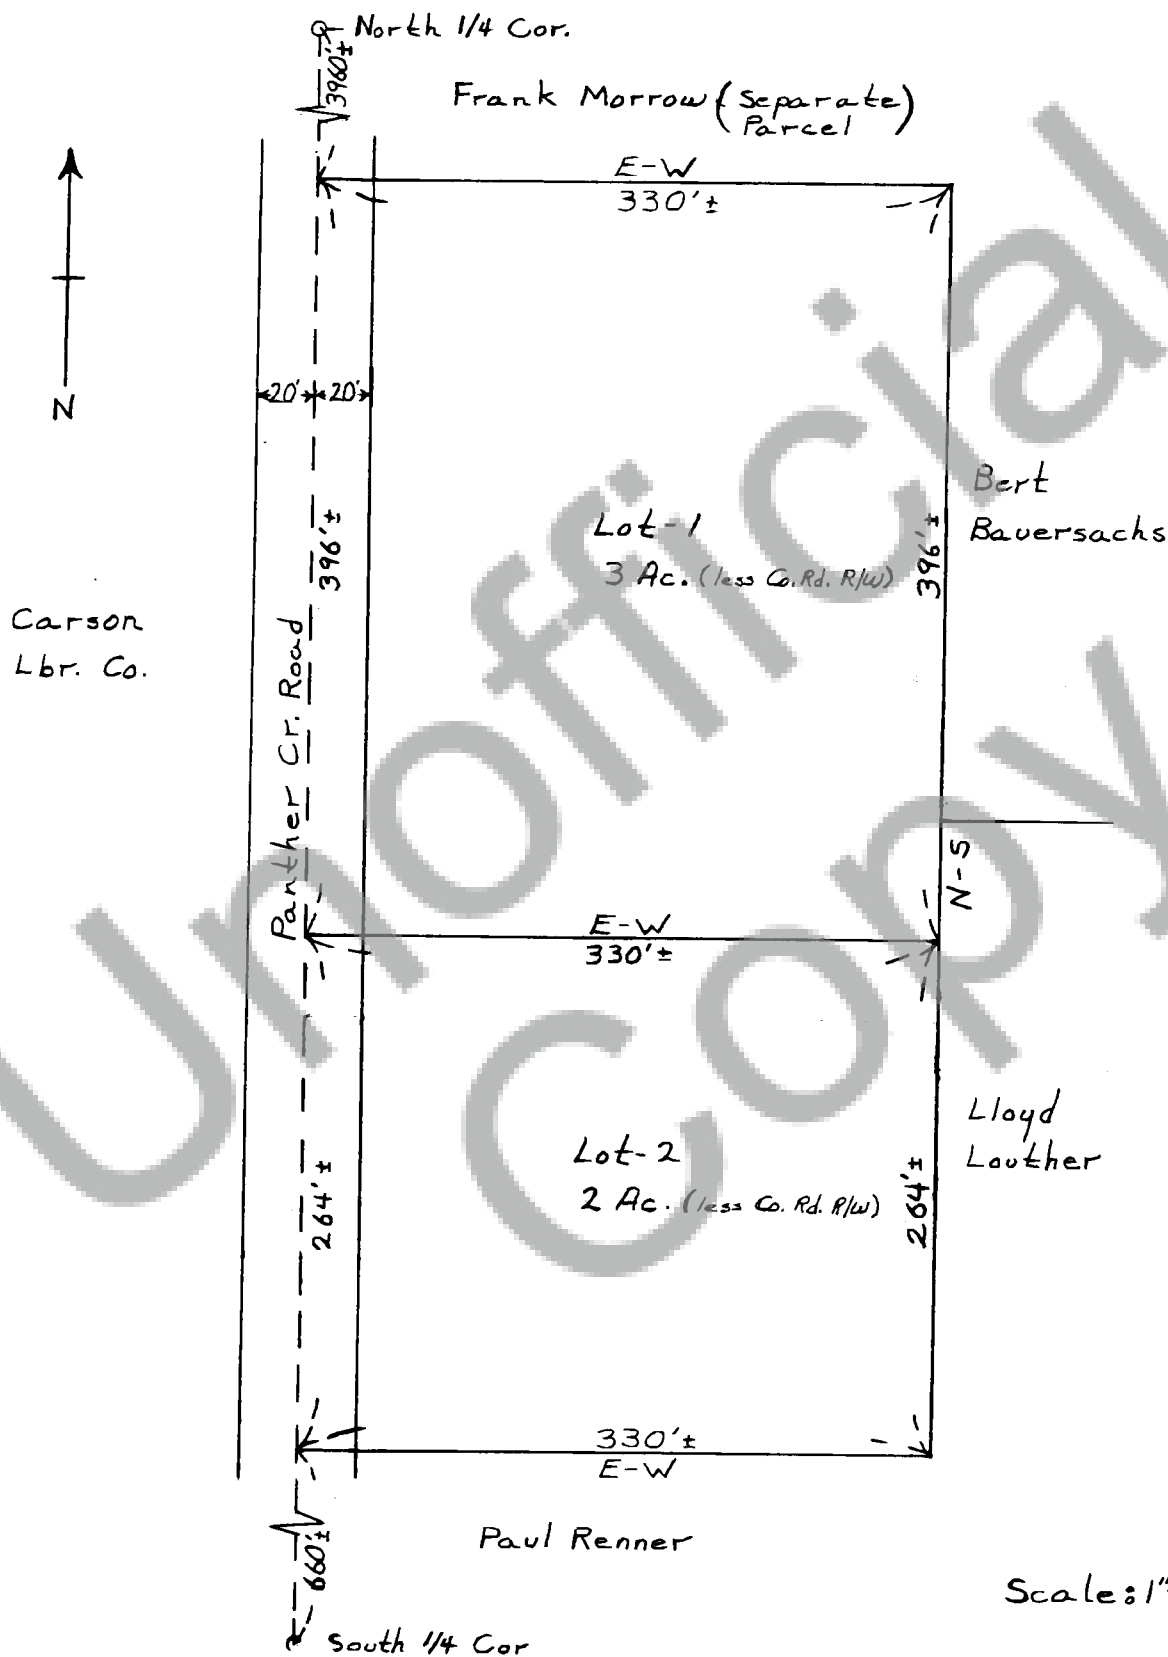 North 1/4 Cor.
3960'±
Frank Morrow (Separate)
Parcel
E-W
330'±
N
20' 20'
396'±
Lot-1
3 Ac. (less Co. Rd. R/W)
396'±
Bert
Bauersachs
Carson
Lbr. Co.
Panther Cr. Road
N-S
E-W
330'±
Lot-2
2 Ac. (less Co. Rd. R/W)
264'±
264'±
Lloyd
Louther
330'±
E-W
660'±
Paul Renner
Scale: 1"
South 1/4 Cor
Unofficial
Copy